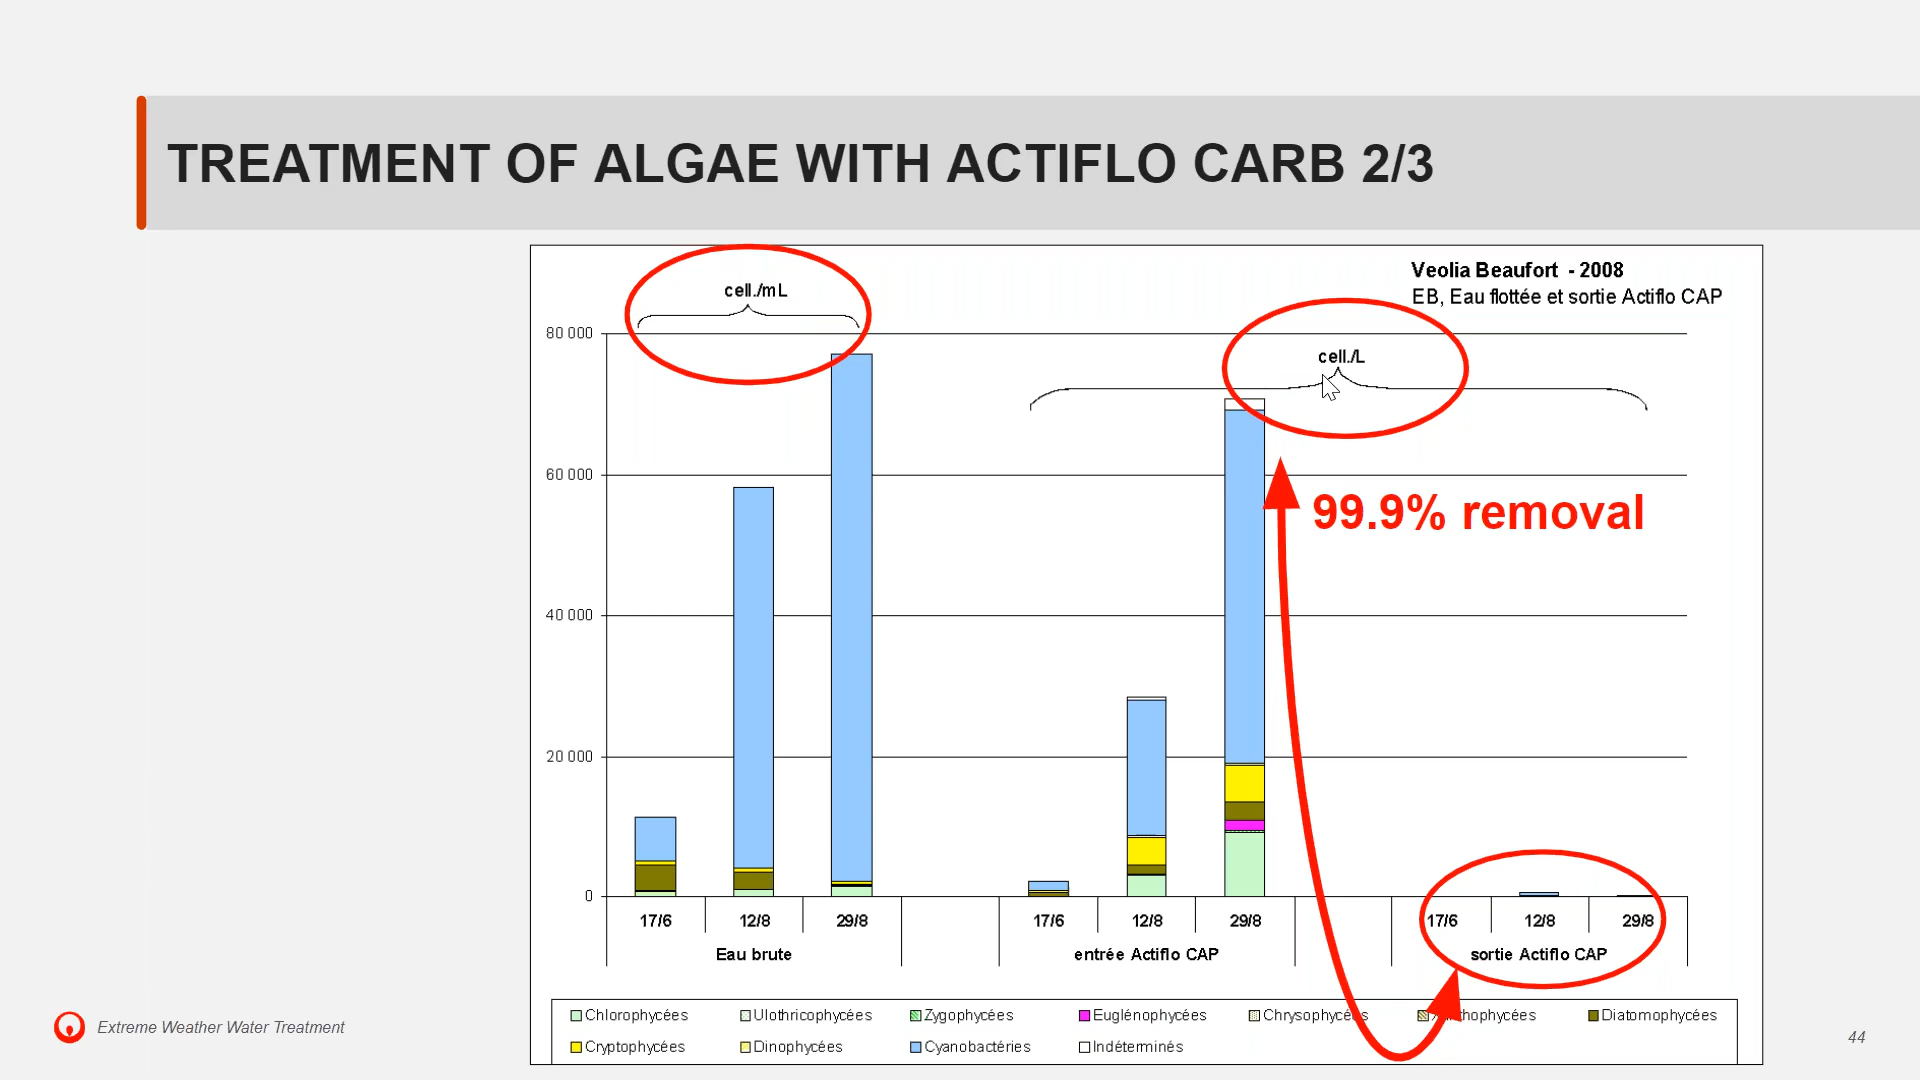 TREATMENT OF ALGAE WITH ACTIFLO CARB 2/3
Veolia Beaufort - 2008
EB, Eau flottée et sortie Actiflo CAP
cell./mL
cell./L
99.9% removal
80 000
60 000
40 000
20 000
0
17/6 12/8 29/8 17/6 12/8 29/8 17/6 12/8 29/8
Eau brute entrée Actiflo CAP sortie Actiflo CAP
Chlorophycées Ulothricophycées Zygophycées Euglénophycées Chrysophycées Diatomophycées
Cryptophycées Dinophycées Cyanobactéries Indéterminés
Extreme Weather Water Treatment
44